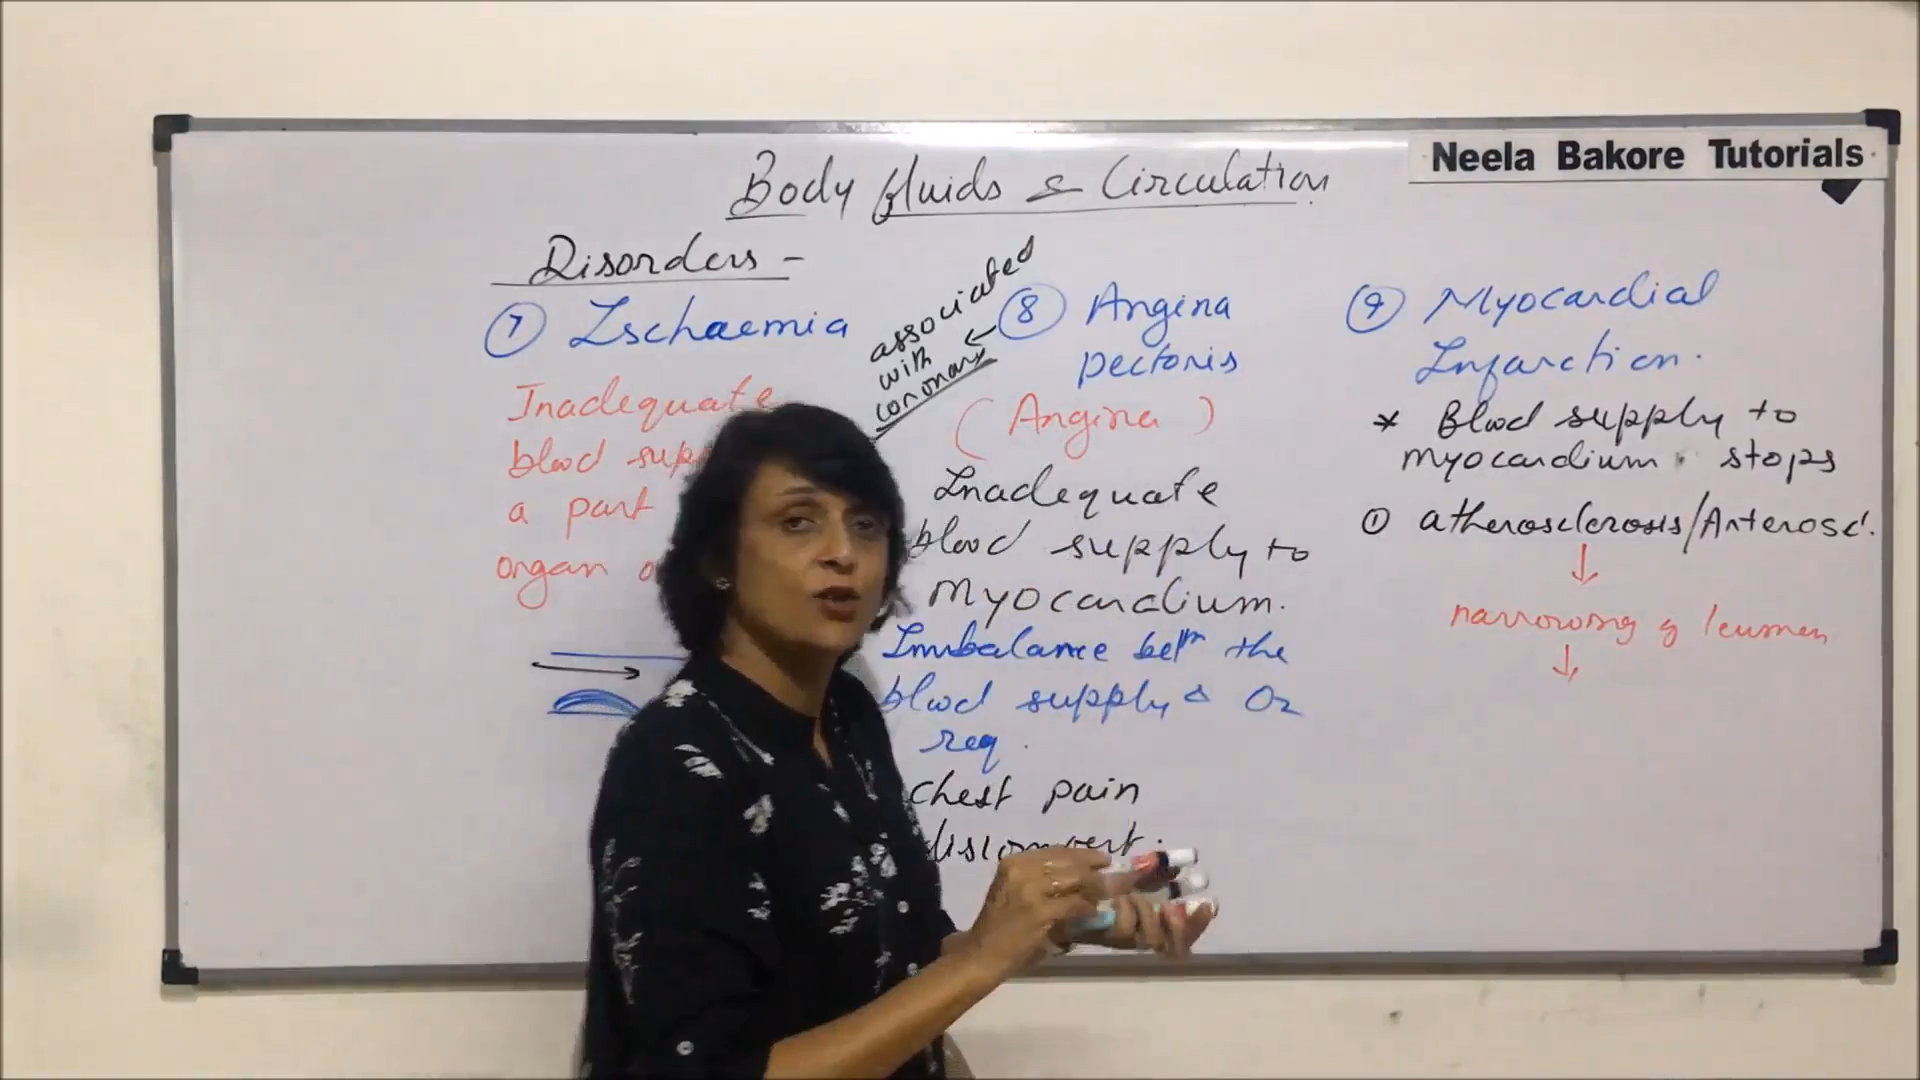 Neela Bakore Tutorials
Body fluids & Circulation
Disorders -
7 Ischaemia
Inadequate
blood
a part
organ
associated
with
coronary
8 Angina
pectoris
(Angina)
Inadequate
blood supply to
Myocardium.
Imbalance betn the
blood supply & O2
req.
chest pain
9 Myocardial
Infarction.
* Blood supply to
myocardium stops
1 atherosclerosis/Arterioscl.
↓
narrowing of lumen
↓